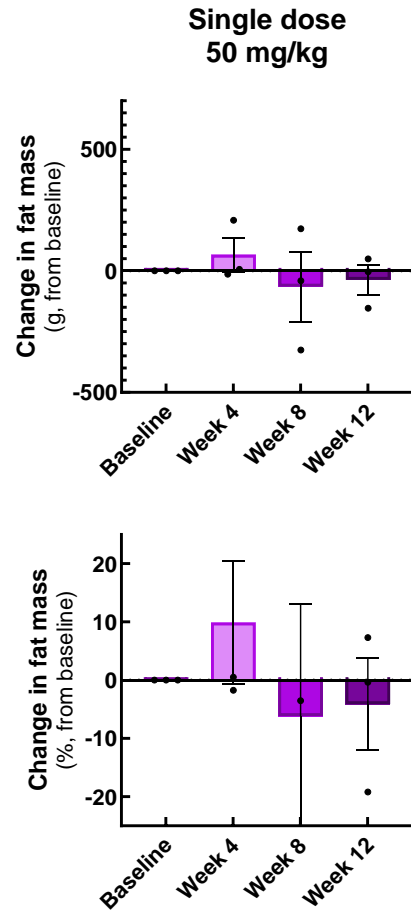 Single dose
50 mg/kg
Change in fat mass
(g, from baseline)
500
0
-500
Baseline
Week 4
Week 8
Week 12
Change in fat mass
(%, from baseline)
20
10
0
-10
-20
Baseline
Week 4
Week 8
Week 12